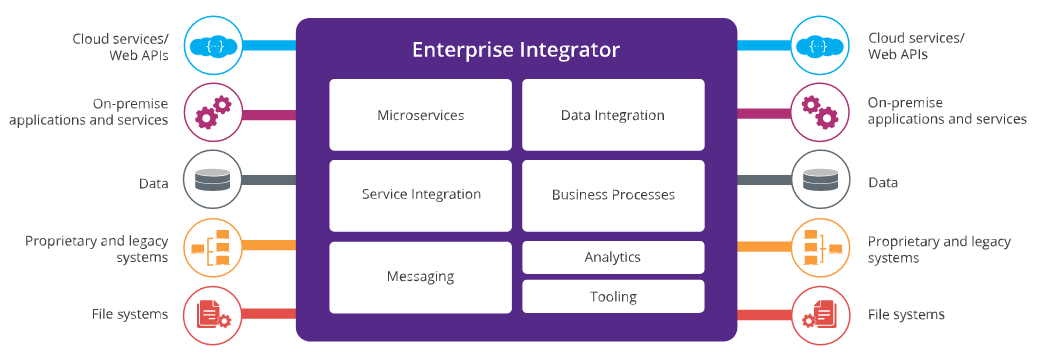 Cloud services/
Web APIs
On-premise
applications and services
Data
Proprietary and legacy
systems
File systems
Enterprise Integrator
Microservices
Data Integration
Service Integration
Business Processes
Messaging
Analytics
Tooling
Cloud services/
Web APIs
On-premise
applications and services
Data
Proprietary and legacy
systems
File systems